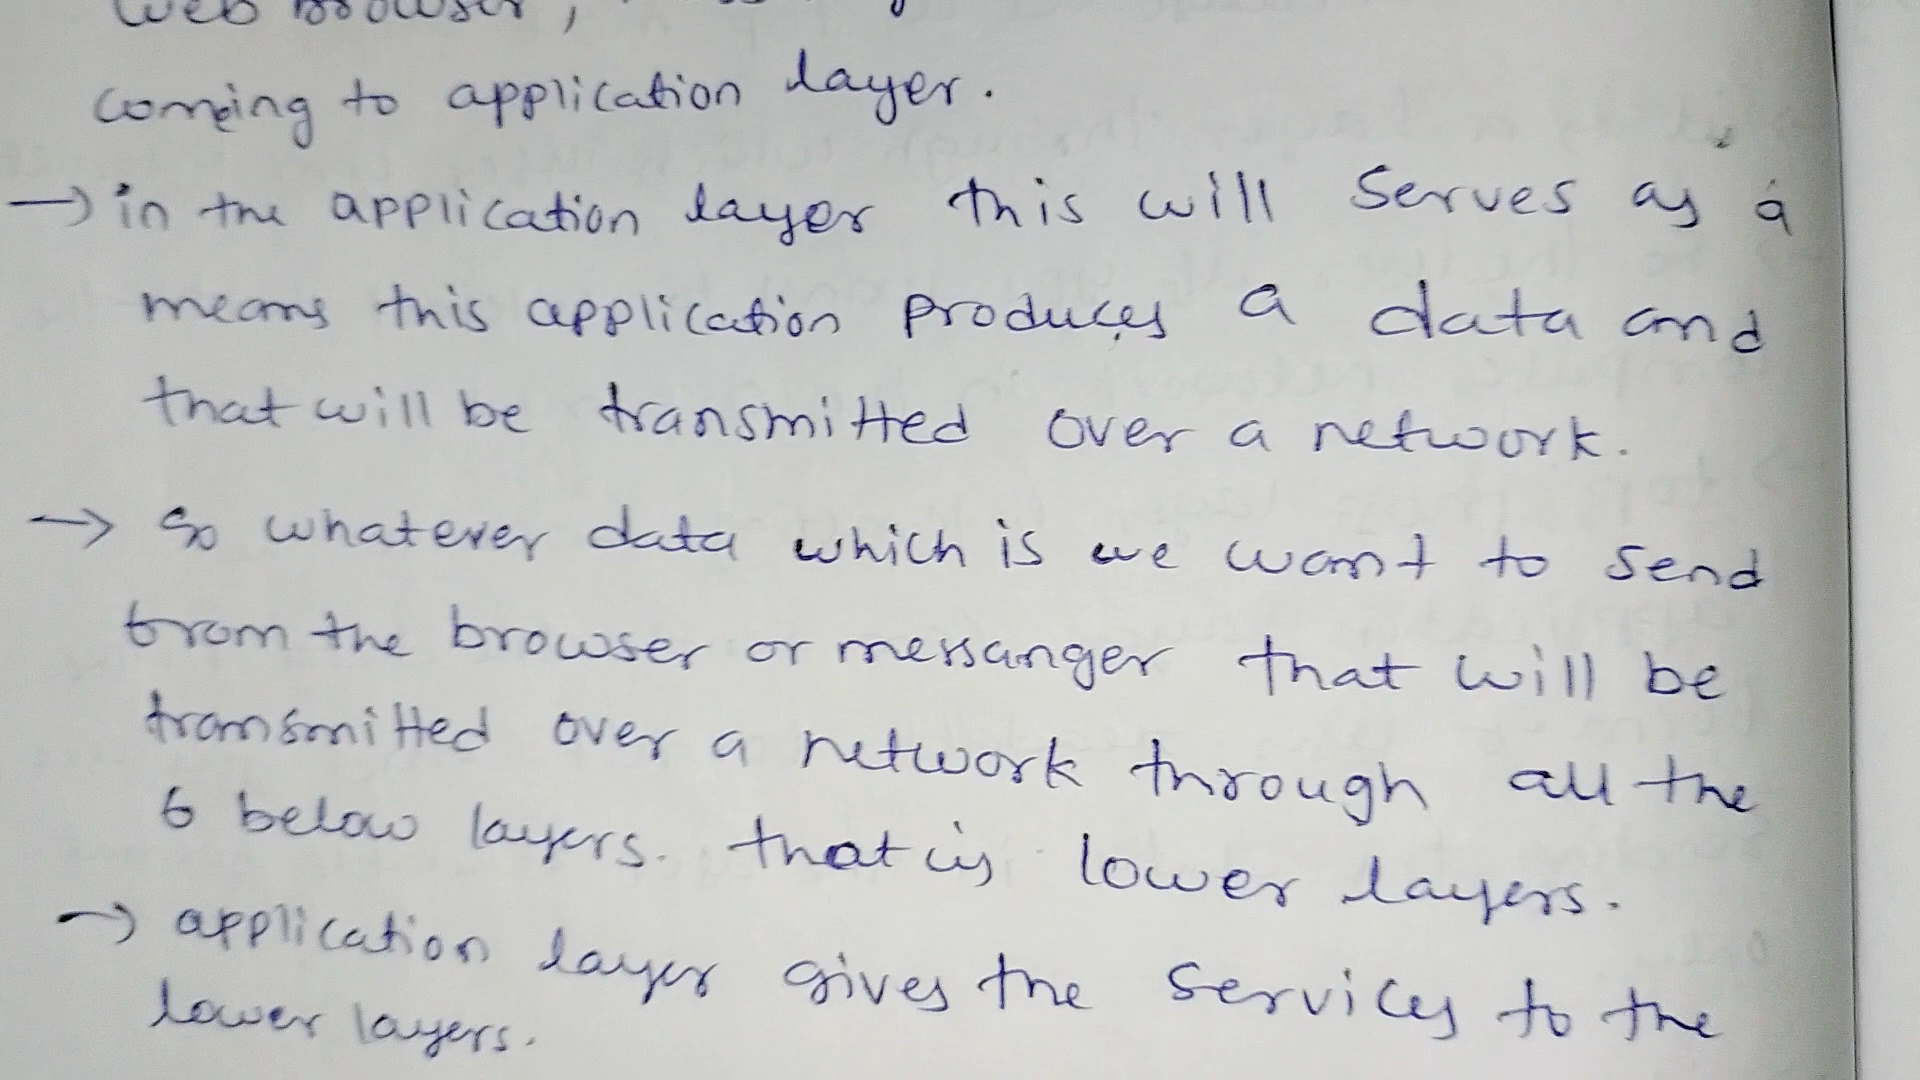 web browser,
coming to application layer.
→ in the application layer this will serves as a
means this application produces a data and
that will be transmitted over a network.
→ so whatever data which is we want to send
from the browser or messanger that will be
transmitted over a network through all the
6 below layers. that is lower layers.
→ application layer gives the services to the
lower layers.